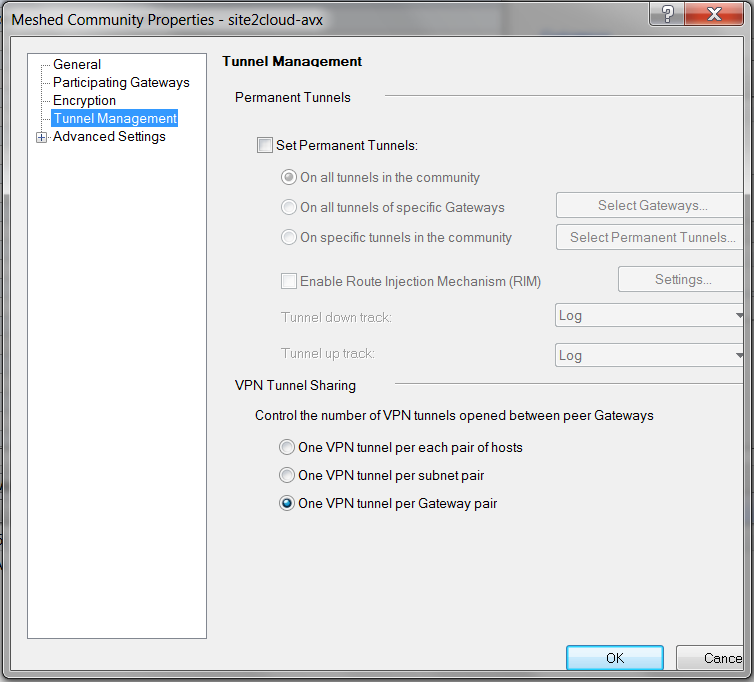 Meshed Community Properties - site2cloud-avx
General
Participating Gateways
Encryption
Tunnel Management
Advanced Settings
Tunnel Management
Permanent Tunnels
Set Permanent Tunnels:
On all tunnels in the community
On all tunnels of specific Gateways
Select Gateways...
On specific tunnels in the community
Select Permanent Tunnels...
Enable Route Injection Mechanism (RIM)
Settings...
Tunnel down track:
Log
Tunnel up track:
Log
VPN Tunnel Sharing
Control the number of VPN tunnels opened between peer Gateways
One VPN tunnel per each pair of hosts
One VPN tunnel per subnet pair
One VPN tunnel per Gateway pair
OK
Cance